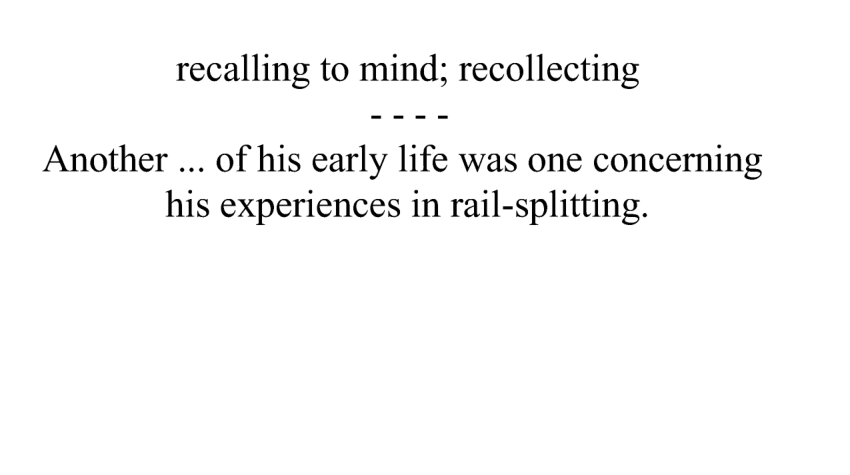 recalling to mind; recollecting
- - - -
Another ... of his early life was one concerning
his experiences in rail-splitting.